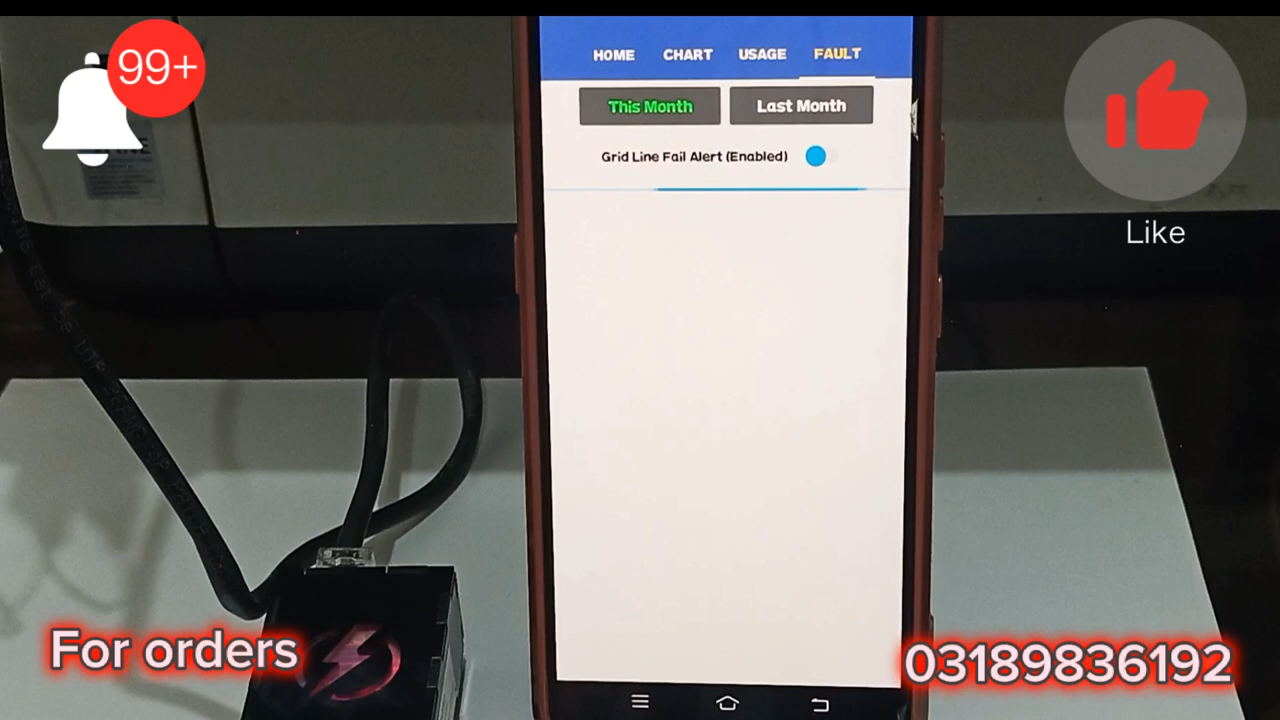 99+
HOME CHART USAGE FAULT
This Month Last Month
Grid Line Fail Alert (Enabled)
Like
For orders
03189836192